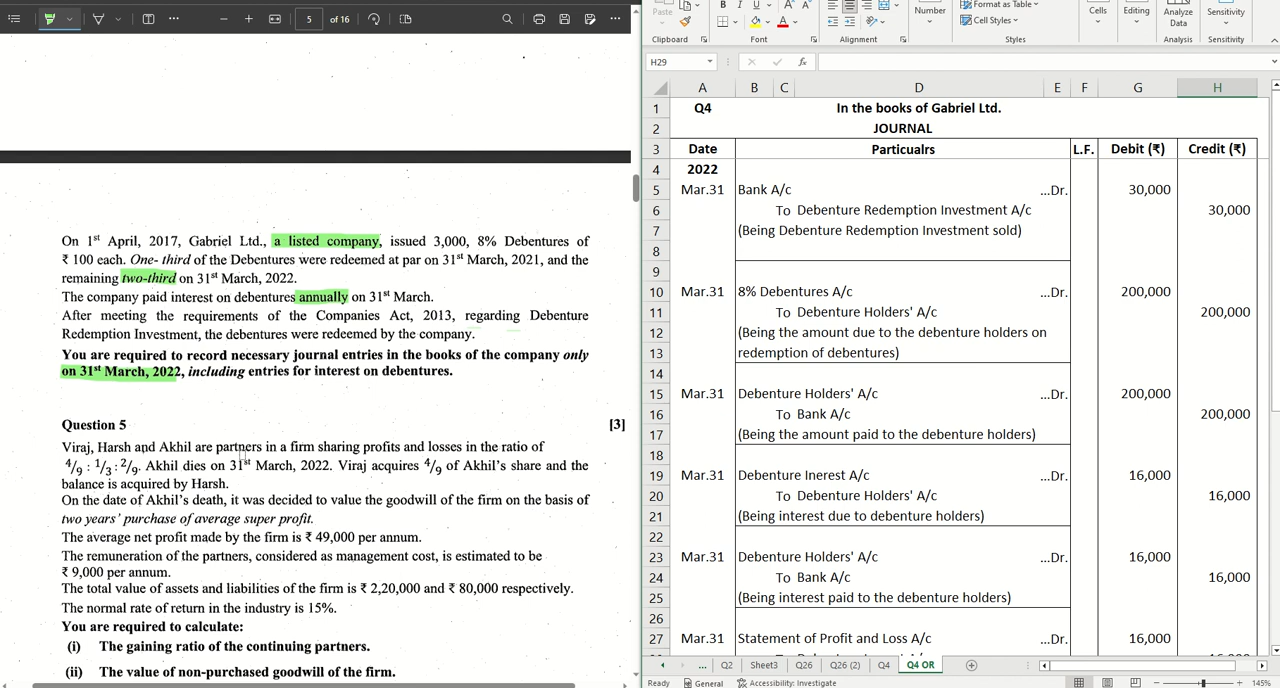 5 of 16
Paste
B I U
Format as Table
Cell Styles
Number
Cells
Editing
Analyze
Data
Sensitivity
Clipboard Font Alignment Styles Analysis Sensitivity
H29 fx
A B C D E F G H
1 Q4 In the books of Gabriel Ltd.
2 JOURNAL
3 Date Particualrs L.F. Debit (₹) Credit (₹)
4 2022
5 Mar.31 Bank A/c ...Dr. 30,000
6 To Debenture Redemption Investment A/c 30,000
7 (Being Debenture Redemption Investment sold)
8
9
10 Mar.31 8% Debentures A/c ...Dr. 200,000
11 To Debenture Holders' A/c 200,000
12 (Being the amount due to the debenture holders on
13 redemption of debentures)
14
15 Mar.31 Debenture Holders' A/c ...Dr. 200,000
16 To Bank A/c 200,000
17 (Being the amount paid to the debenture holders)
18
19 Mar.31 Debenture Inerest A/c ...Dr. 16,000
20 To Debenture Holders' A/c 16,000
21 (Being interest due to debenture holders)
22
23 Mar.31 Debenture Holders' A/c ...Dr. 16,000
24 To Bank A/c 16,000
25 (Being interest paid to the debenture holders)
26
27 Mar.31 Statement of Profit and Loss A/c ...Dr. 16,000
... Q2 Sheet3 Q26 Q26 (2) Q4 Q4 OR
Ready General Accessibility: Investigate 145%
On 1st April, 2017, Gabriel Ltd., a listed company, issued 3,000, 8% Debentures of
₹ 100 each. One- third of the Debentures were redeemed at par on 31st March, 2021, and the
remaining two-third on 31st March, 2022.
The company paid interest on debentures annually on 31st March.
After meeting the requirements of the Companies Act, 2013, regarding Debenture
Redemption Investment, the debentures were redeemed by the company.
You are required to record necessary journal entries in the books of the company only
on 31st March, 2022, including entries for interest on debentures.
Question 5 [3]
Viraj, Harsh and Akhil are partners in a firm sharing profits and losses in the ratio of
4/9 : 1/3 : 2/9. Akhil dies on 31st March, 2022. Viraj acquires 4/9 of Akhil's share and the
balance is acquired by Harsh.
On the date of Akhil's death, it was decided to value the goodwill of the firm on the basis of
two years' purchase of average super profit.
The average net profit made by the firm is ₹ 49,000 per annum.
The remuneration of the partners, considered as management cost, is estimated to be
₹ 9,000 per annum.
The total value of assets and liabilities of the firm is ₹ 2,20,000 and ₹ 80,000 respectively.
The normal rate of return in the industry is 15%.
You are required to calculate:
(i) The gaining ratio of the continuing partners.
(ii) The value of non-purchased goodwill of the firm.